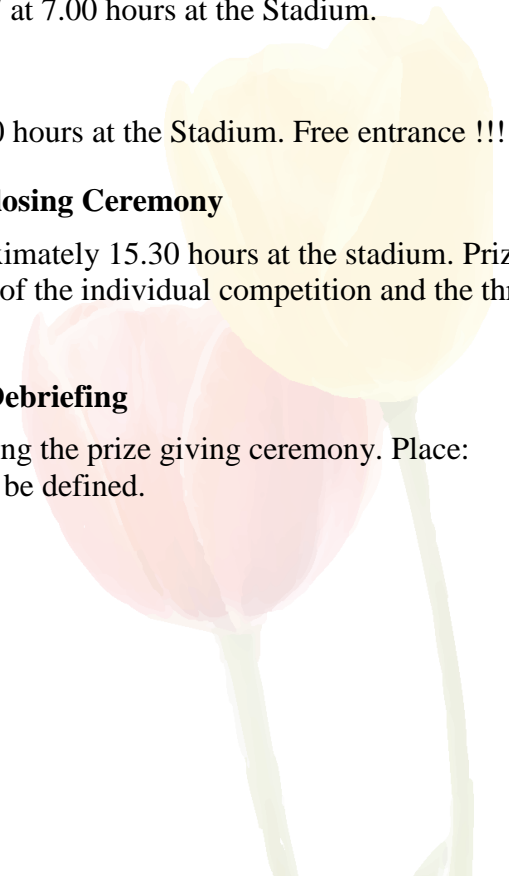 at 7.00 hours at the Stadium.
hours at the Stadium. Free entrance !!!
losing Ceremony
ximately 15.30 hours at the stadium. Priz
of the individual competition and the thr
Debriefing
ng the prize giving ceremony. Place:
be defined.